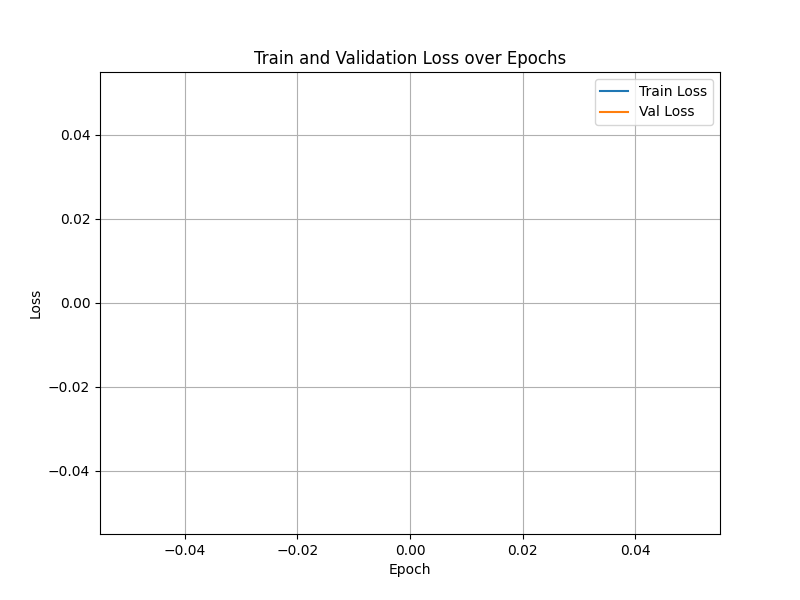 Train and Validation Loss over Epochs
Train Loss
Val Loss
0.04
0.02
0.00
−0.02
−0.04
Loss
−0.04 −0.02 0.00 0.02 0.04
Epoch